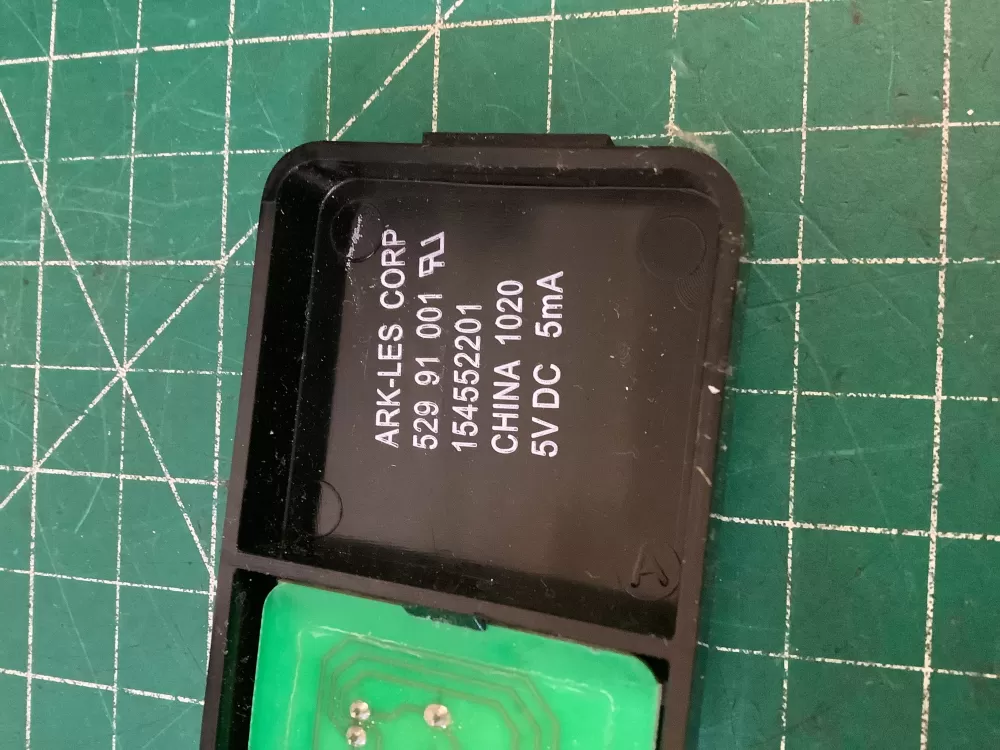 ARK-LES CORP
529 91 001
154552201
CHINA 1020
5V DC 5mA